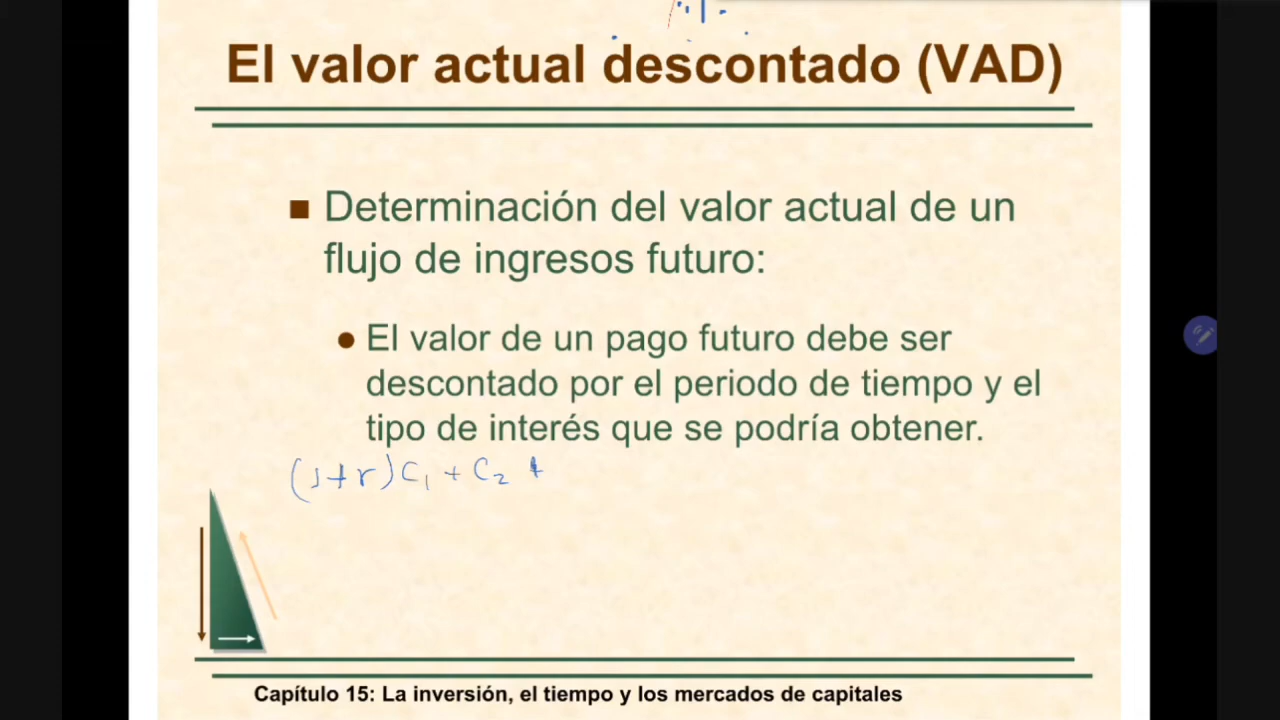 El valor actual descontado (VAD)
Determinación del valor actual de un
flujo de ingresos futuro:
El valor de un pago futuro debe ser
descontado por el periodo de tiempo y el
tipo de interés que se podría obtener.
(1+r)C₁ + C₂ +
Capítulo 15: La inversión, el tiempo y los mercados de capitales